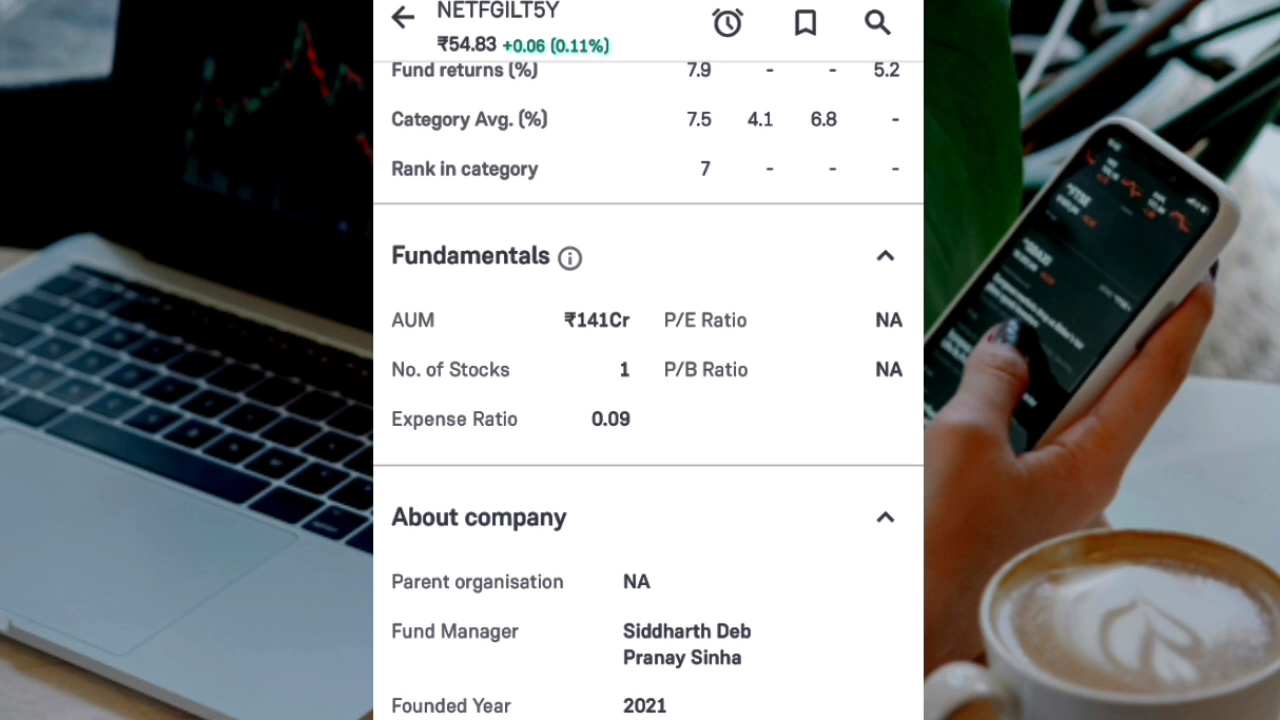 NETFGILT5Y
₹54.83 +0.06 (0.11%)
Fund returns (%) 7.9 - - 5.2
Category Avg. (%) 7.5 4.1 6.8 -
Rank in category 7 - - -
Fundamentals
AUM ₹141Cr P/E Ratio NA
No. of Stocks 1 P/B Ratio NA
Expense Ratio 0.09
About company
Parent organisation NA
Fund Manager Siddharth Deb
Pranay Sinha
Founded Year 2021